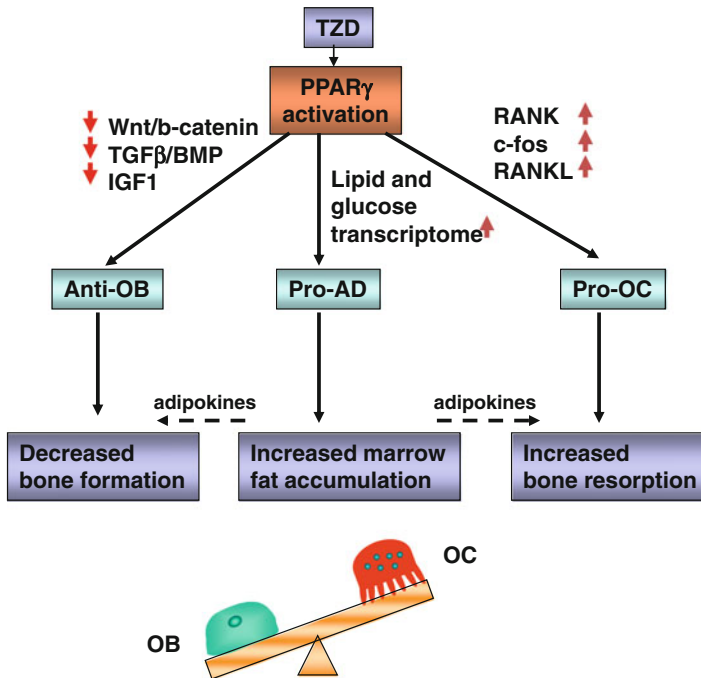 TZD
PPARγ
activation
Wnt/b-catenin
TGFβ/BMP
IGF1
Lipid and
glucose
transcriptome
RANK
c-fos
RANKL
Anti-OB
Pro-AD
Pro-OC
adipokines
adipokines
Decreased
bone formation
Increased marrow
fat accumulation
Increased
bone resorption
OC
OB